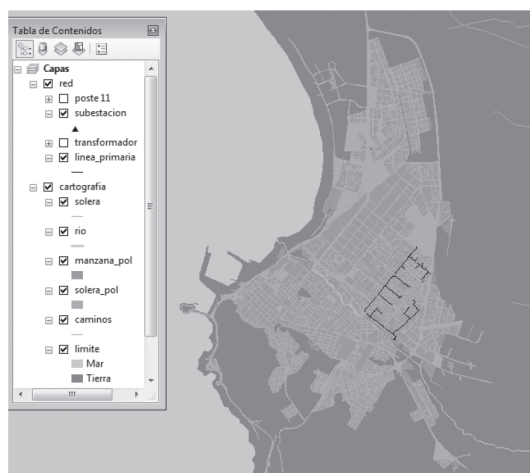 Tabla de Contenidos
Capas
red
poste 11
subestacion
transformador
linea_primaria
cartografia
solera
rio
manzana_pol
solera_pol
caminos
limite
Mar
Tierra